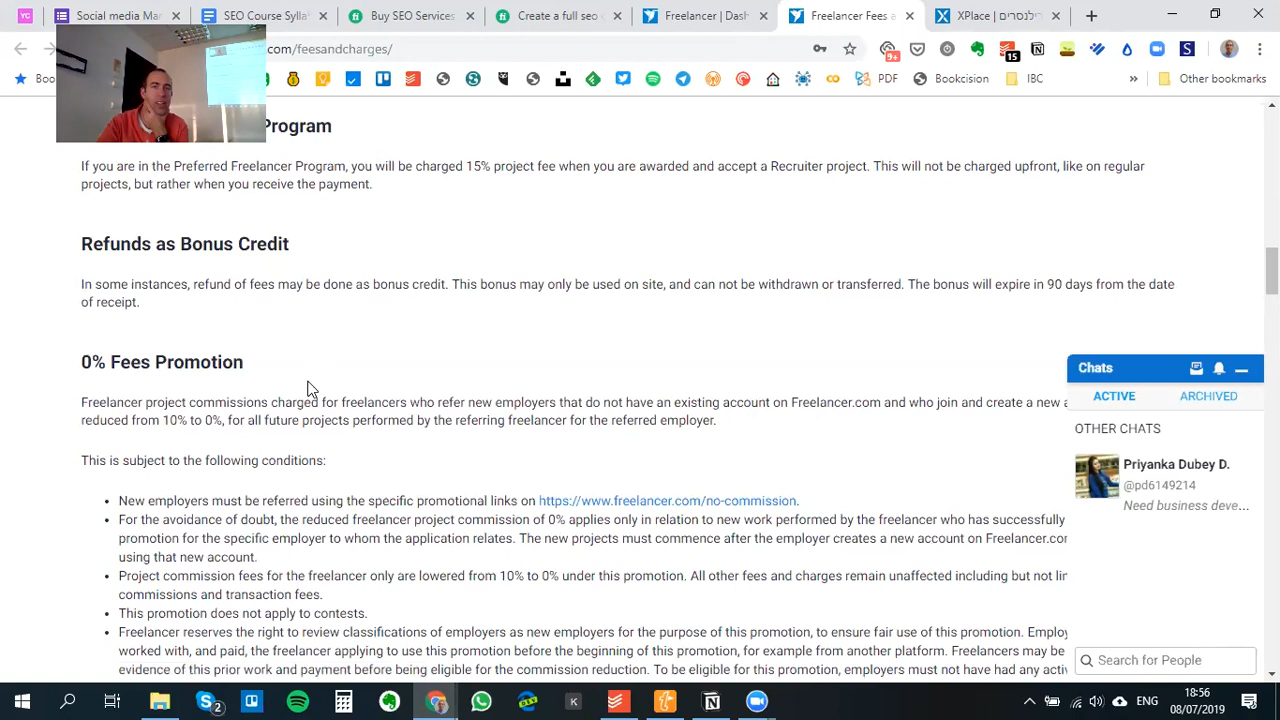 Social media Mar
SEO Course Sylla
Buy SEO Services
Create a full seo c
Freelancer | Dash
Freelancer Fees a
XPlace | פרילנסרים
com/feesandcharges/
9+
15
Boo
PDF
Bookcision
IBC
Other bookmarks
Program
If you are in the Preferred Freelancer Program, you will be charged 15% project fee when you are awarded and accept a Recruiter project. This will not be charged upfront, like on regular
projects, but rather when you receive the payment.
Refunds as Bonus Credit
In some instances, refund of fees may be done as bonus credit. This bonus may only be used on site, and can not be withdrawn or transferred. The bonus will expire in 90 days from the date
of receipt.
0% Fees Promotion
Freelancer project commissions charged for freelancers who refer new employers that do not have an existing account on Freelancer.com and who join and create a new a
reduced from 10% to 0%, for all future projects performed by the referring freelancer for the referred employer.
This is subject to the following conditions:
New employers must be referred using the specific promotional links on https://www.freelancer.com/no-commission.
For the avoidance of doubt, the reduced freelancer project commission of 0% applies only in relation to new work performed by the freelancer who has successfully
promotion for the specific employer to whom the application relates. The new projects must commence after the employer creates a new account on Freelancer.cor
using that new account.
Project commission fees for the freelancer only are lowered from 10% to 0% under this promotion. All other fees and charges remain unaffected including but not lin
commissions and transaction fees.
This promotion does not apply to contests.
Freelancer reserves the right to review classifications of employers as new employers for the purpose of this promotion, to ensure fair use of this promotion. Employ
worked with, and paid, the freelancer applying to use this promotion before the beginning of this promotion, for example from another platform. Freelancers may be
evidence of this prior work and payment before being eligible for the commission reduction. To be eligible for this promotion, employers must not have had any activ
Chats
ACTIVE
ARCHIVED
OTHER CHATS
Priyanka Dubey D.
@pd6149214
Need business deve...
Search for People
2
ENG
18:56
08/07/2019